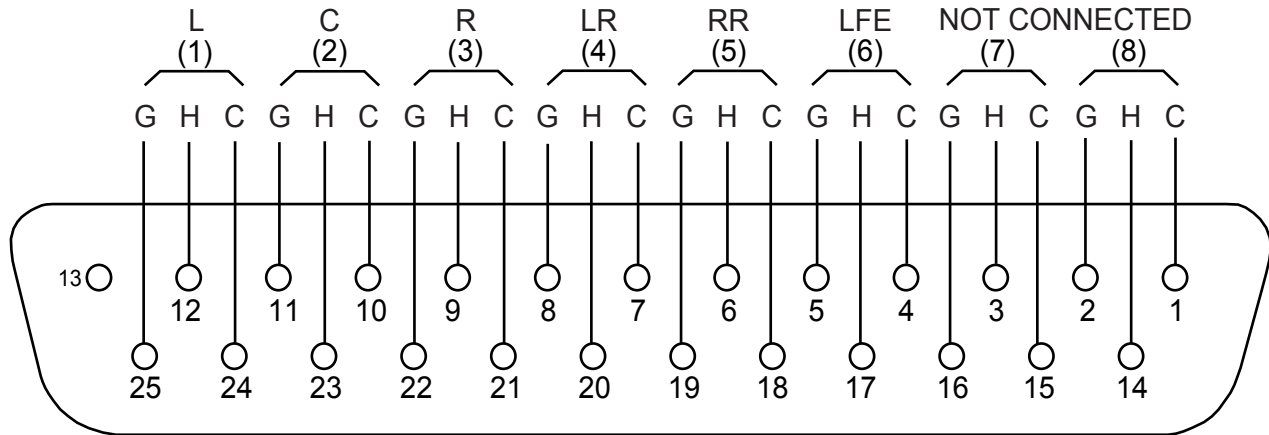 L C R LR RR LFE NOT CONNECTED
(1) (2) (3) (4) (5) (6) (7) (8)
G H C G H C G H C G H C G H C G H C G H C G H C
13
12 11 10 9 8 7 6 5 4 3 2 1
25 24 23 22 21 20 19 18 17 16 15 14